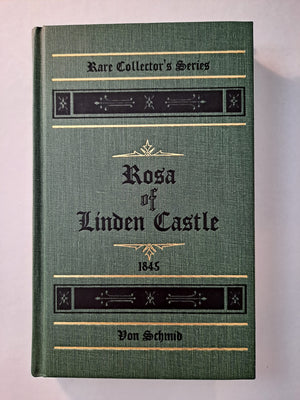 Rare Collector's Series
Rosa
of
Linden Castle
1845
Von Schmid